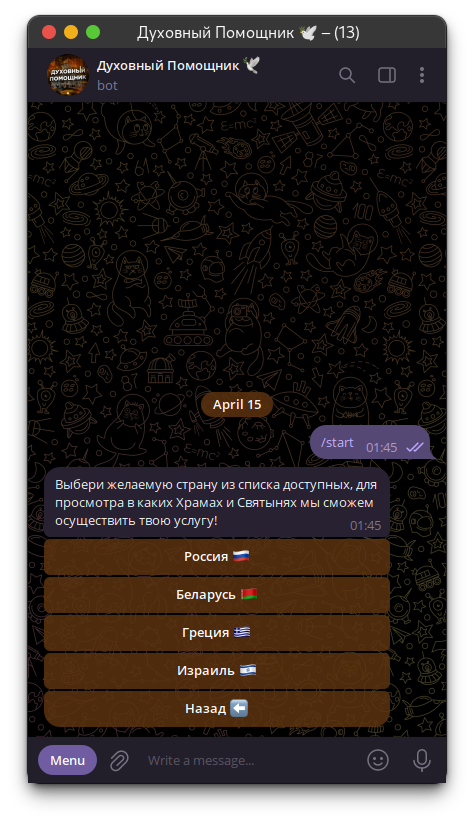 Духовный Помощник 🕊 – (13)
ДУХОВНЫЙ
ПОМОЩНИК
Духовный Помощник 🕊
bot
April 15
/start 01:45
Выбери желаемую страну из списка доступных, для
просмотра в каких Храмах и Святынях мы сможем
осуществить твою услугу!
01:45
Россия 🇷🇺
Беларусь 🇧🇾
Греция 🇬🇷
Израиль 🇮🇱
Назад ⬅️
Menu
Write a message...